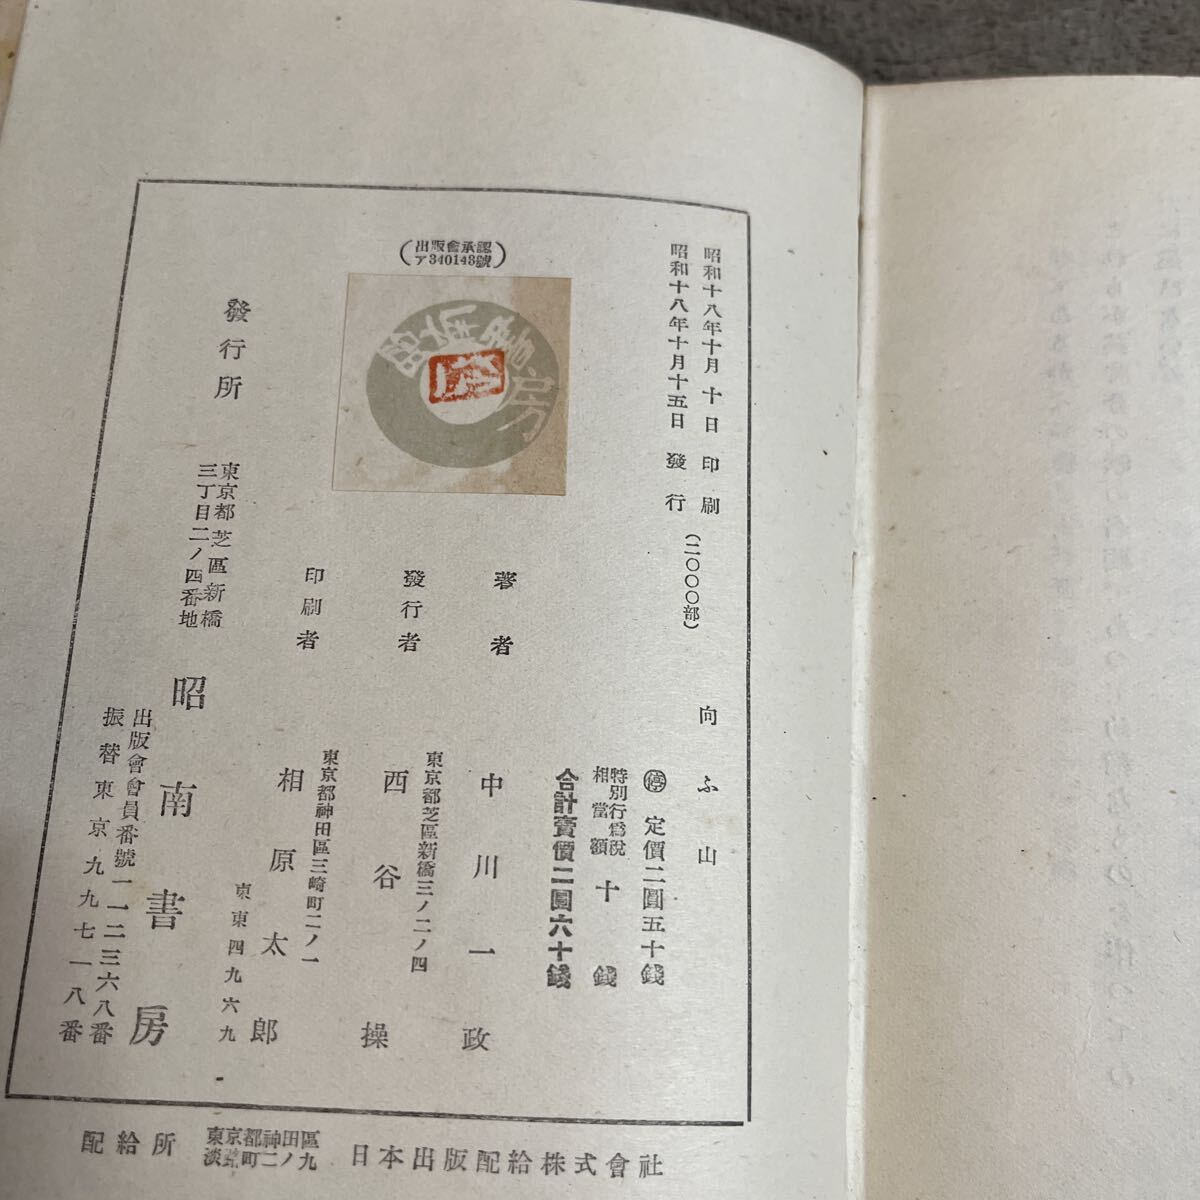 昭和十八年十月十日印刷
昭和十八年十月十五日發行
(二〇〇〇部)
向ふ山
㊡定價二圓五十錢
特別行爲税相當額十錢
合計賣價二圓六十錢
著者 中川一政
東京都芝區新橋三ノ二ノ四
發行者 西谷操
東京都神田區三崎町二ノ一
印刷者 相原太郎
東東四九六九
(出版會承認ア340148號)
昭南書房
發行所
東京都芝區新橋三丁目二ノ四番地
昭南書房
出版會會員番號一一二三六八番
振替東京九九七一八番
配給所 東京都神田區淡路町二ノ九 日本出版配給株式會社